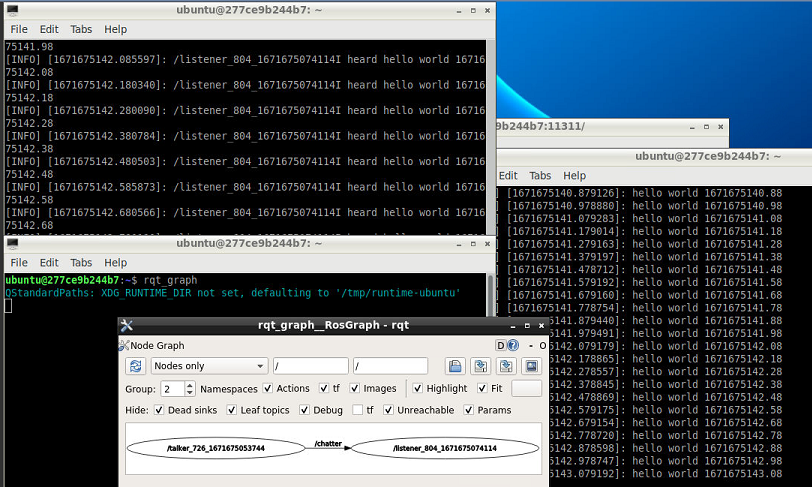 ubuntu@277ce9b244b7: ~
File Edit Tabs Help
75141.98
[INFO] [1671675142.085597]: /listener_804_1671675074114I heard hello world 16716
75142.08
[INFO] [1671675142.180340]: /listener_804_1671675074114I heard hello world 16716
75142.18
[INFO] [1671675142.280090]: /listener_804_1671675074114I heard hello world 16716
75142.28
[INFO] [1671675142.380784]: /listener_804_1671675074114I heard hello world 16716
75142.38
[INFO] [1671675142.480503]: /listener_804_1671675074114I heard hello world 16716
75142.48
[INFO] [1671675142.585873]: /listener_804_1671675074114I heard hello world 16716
75142.58
[INFO] [1671675142.680566]: /listener_804_1671675074114I heard hello world 16716
75142.68
9b244b7:11311/
ubuntu@277ce9b244b7: ~
Edit Tabs Help
] [1671675140.879126]: hello world 1671675140.88
] [1671675140.978880]: hello world 1671675140.98
] [1671675141.079283]: hello world 1671675141.08
] [1671675141.179014]: hello world 1671675141.18
] [1671675141.279163]: hello world 1671675141.28
] [1671675141.379197]: hello world 1671675141.38
] [1671675141.478712]: hello world 1671675141.48
] [1671675141.579192]: hello world 1671675141.58
] [1671675141.679160]: hello world 1671675141.68
] [1671675141.778754]: hello world 1671675141.78
] [1671675141.879440]: hello world 1671675141.88
] [1671675141.979491]: hello world 1671675141.98
142.079179]: hello world 1671675142.08
142.178865]: hello world 1671675142.18
142.278557]: hello world 1671675142.28
142.378845]: hello world 1671675142.38
142.478869]: hello world 1671675142.48
142.579175]: hello world 1671675142.58
142.679154]: hello world 1671675142.68
142.778720]: hello world 1671675142.78
142.878598]: hello world 1671675142.88
142.978747]: hello world 1671675142.98
143.079192]: hello world 1671675143.08
ubuntu@277ce9b244b7: ~
File Edit Tabs Help
ubuntu@277ce9b244b7:~$ rqt_graph
QStandardPaths: XDG_RUNTIME_DIR not set, defaulting to '/tmp/runtime-ubuntu'
rqt_graph__RosGraph - rqt
Node Graph D - O
Nodes only / /
Group: 2 Namespaces Actions tf Images Highlight Fit
Hide: Dead sinks Leaf topics Debug tf Unreachable Params
/talker_726_1671675053744 /chatter /listener_804_1671675074114